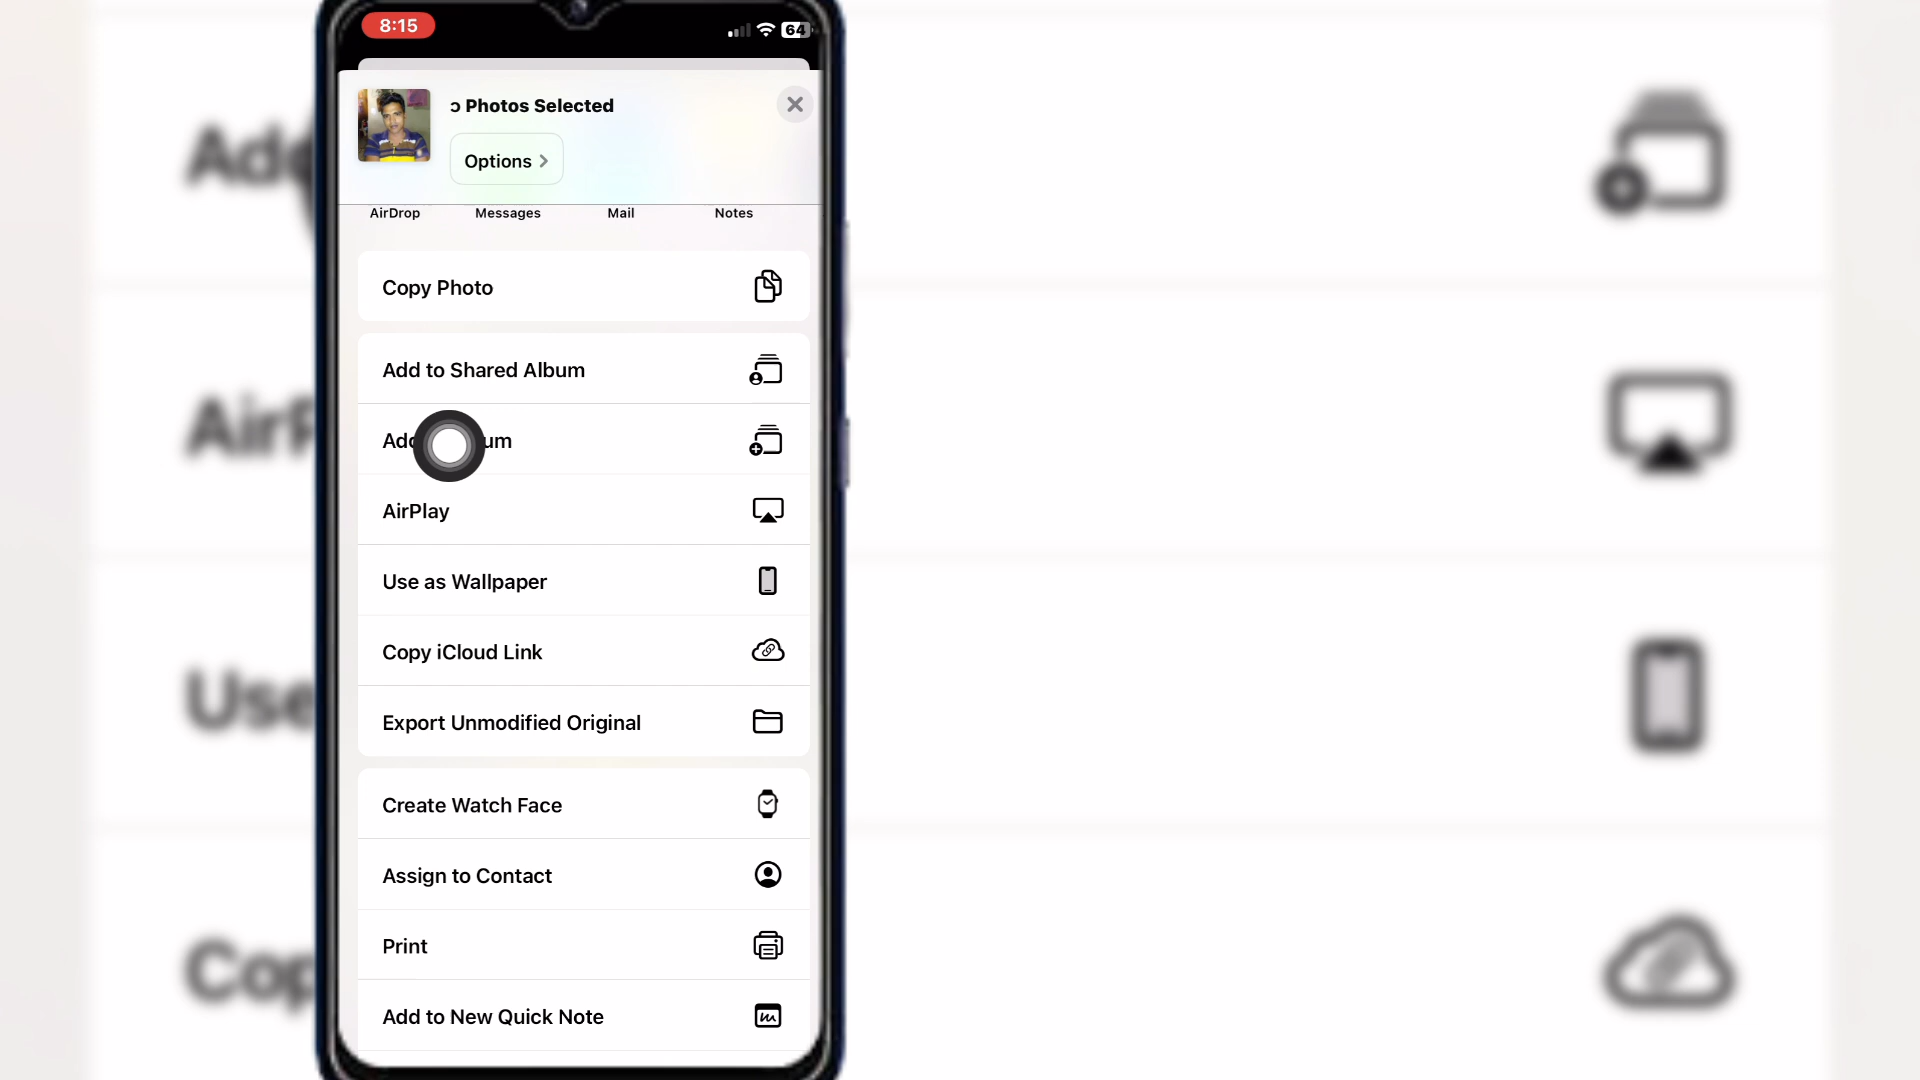 8:15
64
Photos Selected
Options
AirDrop Messages Mail Notes
Copy Photo
Add to Shared Album
AirPlay
Use as Wallpaper
Copy iCloud Link
Export Unmodified Original
Create Watch Face
Assign to Contact
Print
Add to New Quick Note